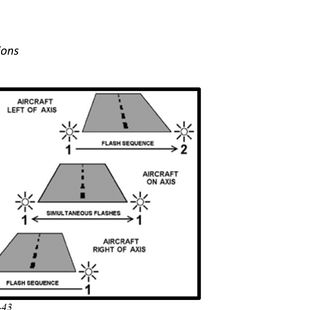 ions
AIRCRAFT
LEFT OF AXIS
FLASH SEQUENCE
1 2
AIRCRAFT
ON AXIS
SIMULTANEOUS FLASHES
1 1
AIRCRAFT
RIGHT OF AXIS
FLASH SEQUENCE
1
-43